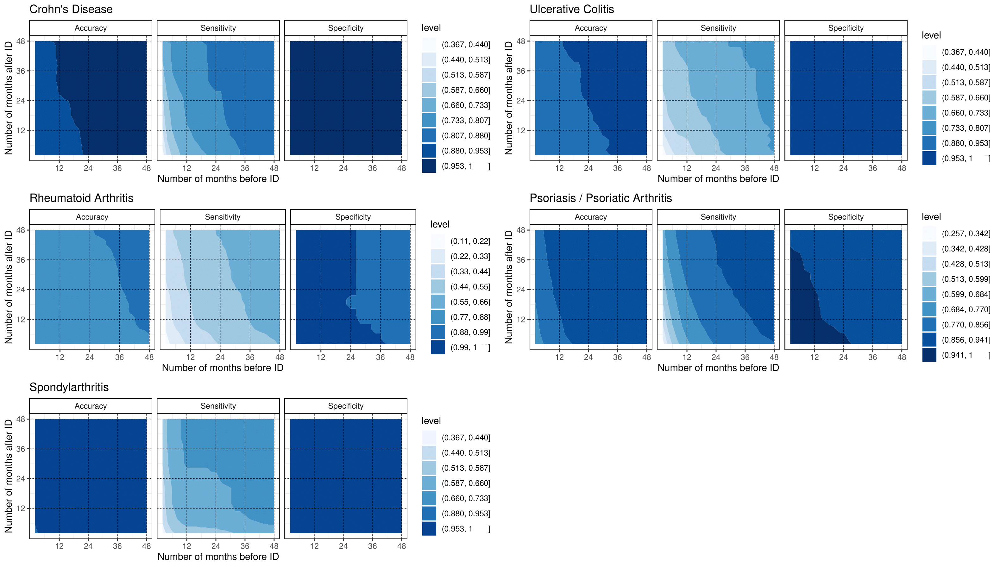 Crohn's Disease
Accuracy Sensitivity Specificity
Number of months after ID
48
36
24
12
12 24 36 48 12 24 36 48 12 24 36 48
Number of months before ID
level
(0.367, 0.440]
(0.440, 0.513]
(0.513, 0.587]
(0.587, 0.660]
(0.660, 0.733]
(0.733, 0.807]
(0.807, 0.880]
(0.880, 0.953]
(0.953, 1 ]
Ulcerative Colitis
Accuracy Sensitivity Specificity
Number of months after ID
48
36
24
12
12 24 36 48 12 24 36 48 12 24 36 48
Number of months before ID
level
(0.367, 0.440]
(0.440, 0.513]
(0.513, 0.587]
(0.587, 0.660]
(0.660, 0.733]
(0.733, 0.807]
(0.880, 0.953]
(0.953, 1 ]
Rheumatoid Arthritis
Accuracy Sensitivity Specificity
Number of months after ID
48
36
24
12
12 24 36 48 12 24 36 48 12 24 36 48
Number of months before ID
level
(0.11, 0.22]
(0.22, 0.33]
(0.33, 0.44]
(0.44, 0.55]
(0.55, 0.66]
(0.77, 0.88]
(0.88, 0.99]
(0.99, 1 ]
Psoriasis / Psoriatic Arthritis
Accuracy Sensitivity Specificity
Number of months after ID
48
36
24
12
12 24 36 48 12 24 36 48 12 24 36 48
Number of months before ID
level
(0.257, 0.342]
(0.342, 0.428]
(0.428, 0.513]
(0.513, 0.599]
(0.599, 0.684]
(0.684, 0.770]
(0.770, 0.856]
(0.856, 0.941]
(0.941, 1 ]
Spondylarthritis
Accuracy Sensitivity Specificity
Number of months after ID
48
36
24
12
12 24 36 48 12 24 36 48 12 24 36 48
Number of months before ID
level
(0.367, 0.440]
(0.440, 0.513]
(0.513, 0.587]
(0.587, 0.660]
(0.660, 0.733]
(0.880, 0.953]
(0.953, 1 ]